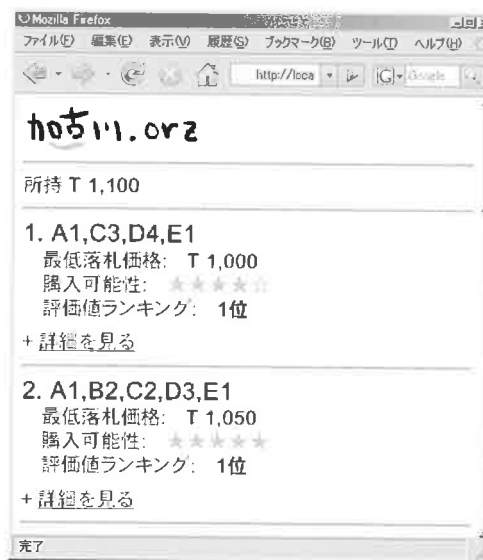 Mozilla Firefox
ファイル(F) 編集(E) 表示(V) 履歴(S) ブックマーク(B) ツール(T) ヘルプ(H)
http://loca
加古川.orz
所持 T 1,100
1. A1,C3,D4,E1
最低落札価格: T 1,000
購入可能性: ★★★★☆
評価値ランキング: 1位
+ 詳細を見る
2. A1,B2,C2,D3,E1
最低落札価格: T 1,050
購入可能性: ★★★★★
評価値ランキング: 1位
+ 詳細を見る
完了